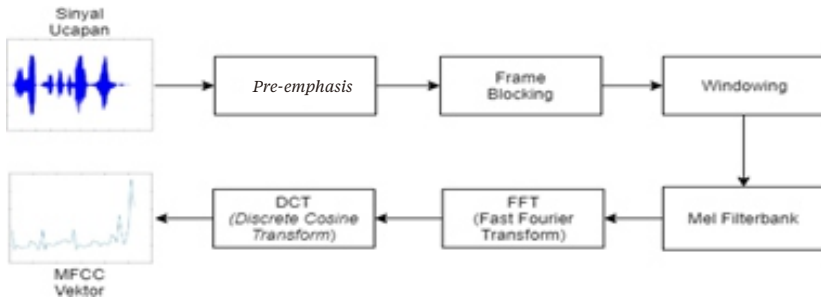 Sinyal
Ucapan
Pre-emphasis
Frame
Blocking
Windowing
Mel Filterbank
FFT
(Fast Fourier
Transform)
DCT
(Discrete Cosine
Transform)
MFCC
Vektor